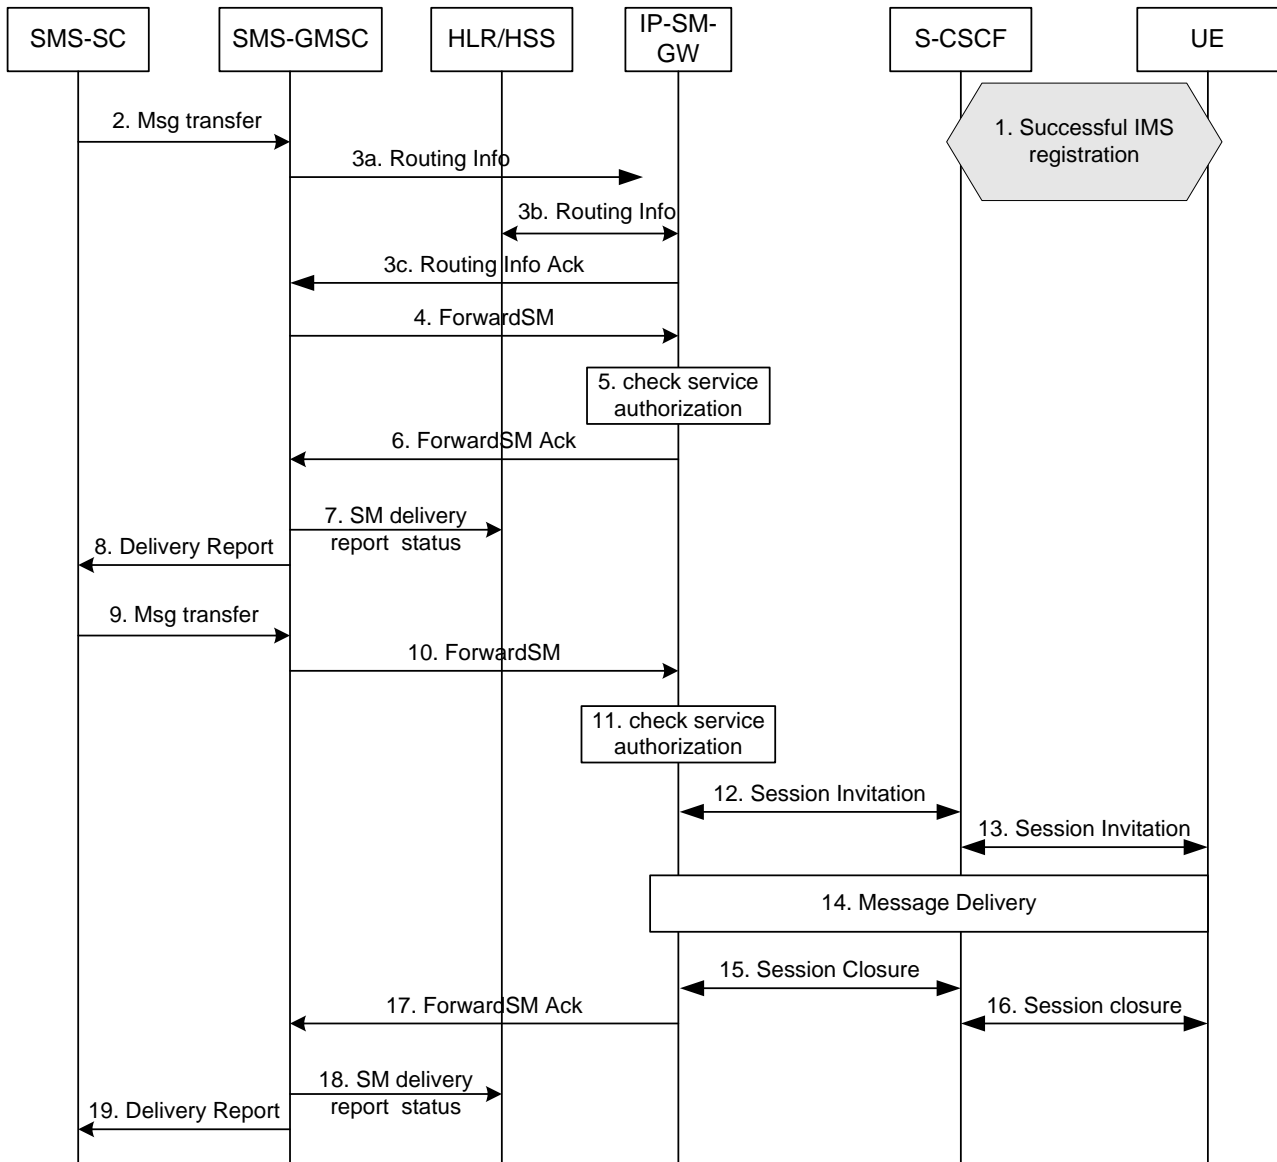 SMS-SC
SMS-GMSC
HLR/HSS
IP-SM-
GW
S-CSCF
UE
1. Successful IMS
registration
2. Msg transfer
3a. Routing Info
3b. Routing Info
3c. Routing Info Ack
4. ForwardSM
5. check service
authorization
6. ForwardSM Ack
7. SM delivery
report status
8. Delivery Report
9. Msg transfer
10. ForwardSM
11. check service
authorization
12. Session Invitation
13. Session Invitation
14. Message Delivery
15. Session Closure
16. Session closure
17. ForwardSM Ack
18. SM delivery
report status
19. Delivery Report